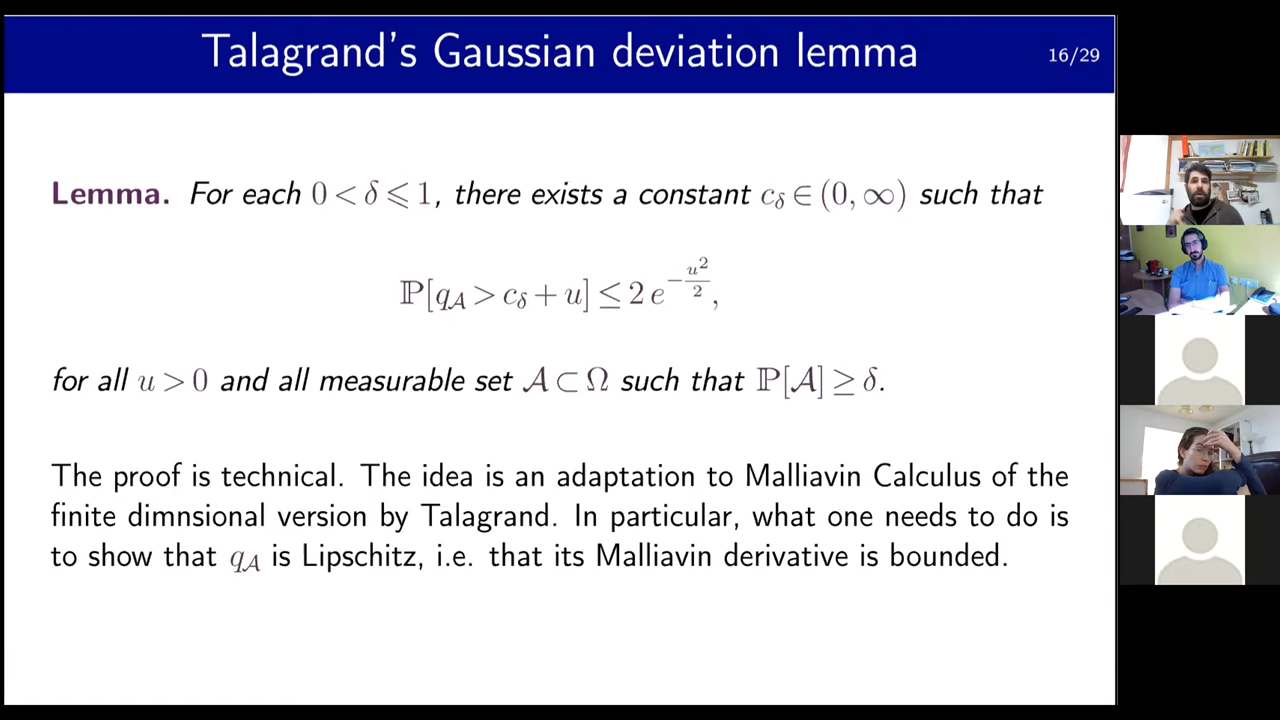 Talagrand's Gaussian deviation lemma
16/29
Lemma. For each 0 < δ ⩽ 1, there exists a constant c_δ ∈ (0, ∞) such that
ℙ[q_𝒜 > c_δ + u] ≤ 2 e^{-u²/2},
for all u > 0 and all measurable set 𝒜 ⊂ Ω such that ℙ[𝒜] ≥ δ.
The proof is technical. The idea is an adaptation to Malliavin Calculus of the
finite dimnsional version by Talagrand. In particular, what one needs to do is
to show that q_𝒜 is Lipschitz, i.e. that its Malliavin derivative is bounded.